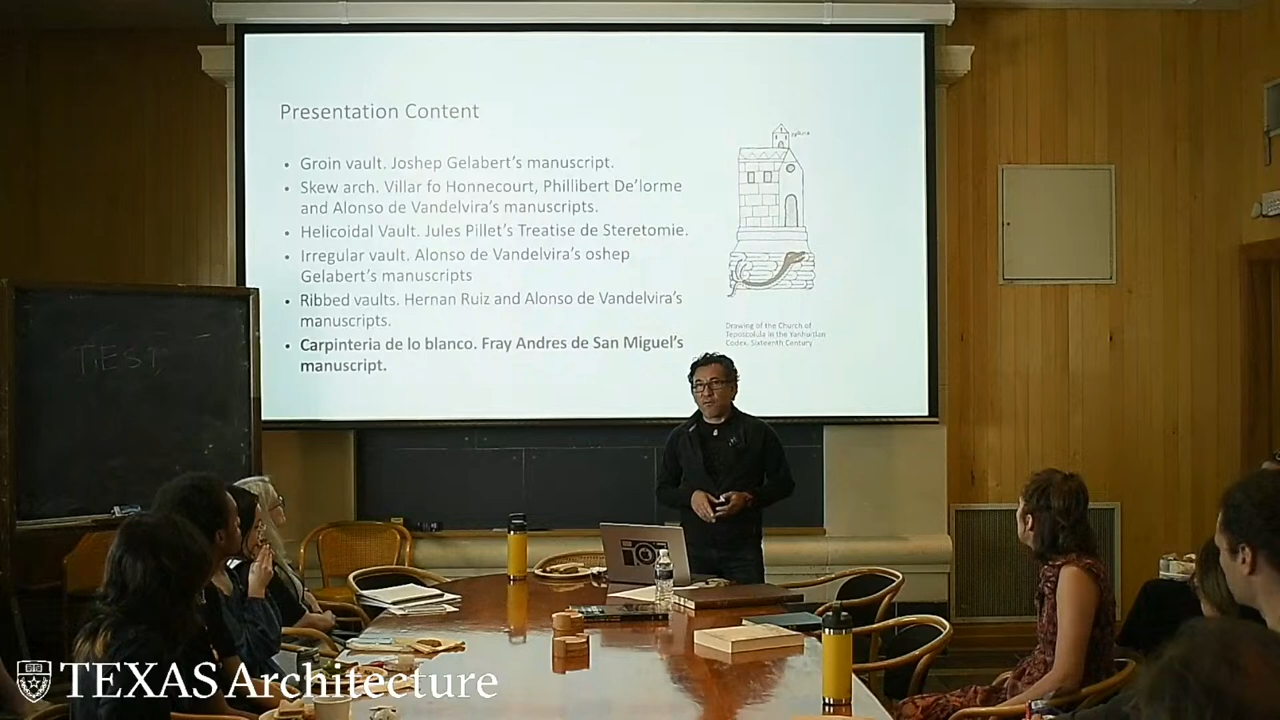 Presentation Content
• Groin vault. Joshep Gelabert's manuscript.
• Skew arch. Villar fo Honnecourt, Phillibert De'lorme
and Alonso de Vandelvira's manuscripts.
• Helicoidal Vault. Jules Pillet's Treatise de Steretomie.
• Irregular vault. Alonso de Vandelvira's oshep
Gelabert's manuscripts
• Ribbed vaults. Hernan Ruiz and Alonso de Vandelvira's
manuscripts.
• Carpinteria de lo blanco. Fray Andres de San Miguel's
manuscript.
Drawing of the Church of
Teposcolula in the Yanhuitlan
Codex. Sixteenth Century
TEST
TEXAS Architecture